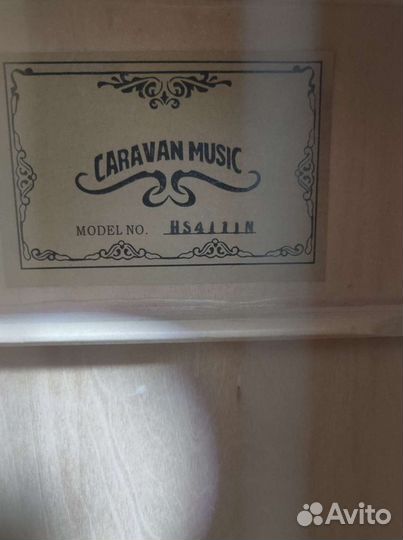 CARAVAN MUSIC
MODEL NO. HS4111N
Avito